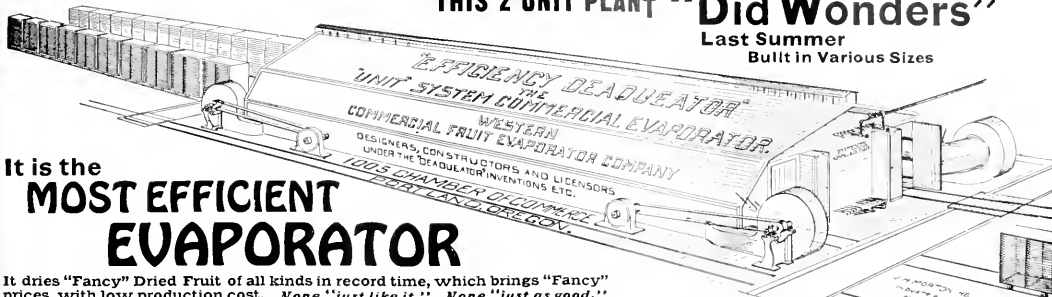 THIS 2 UNIT PLANT "Did Wonders"
Last Summer
Built in Various Sizes
"EFFICIENCY DEAQUEATOR"
THE
"UNIT" SYSTEM COMMERCIAL EVAPORATOR.
WESTERN
COMMERCIAL FRUIT EVAPORATOR COMPANY
DESIGNERS, CONSTRUCTORS AND LICENSORS
UNDER THE "DEAQUEATOR" INVENTIONS ETC.
1005 CHAMBER OF COMMERCE
PORTLAND, OREGON.
It is the
MOST EFFICIENT
EVAPORATOR
It dries "Fancy" Dried Fruit of all kinds in record time, which brings "Fancy"
prices, with low production cost. None "just like it." None "just as good."